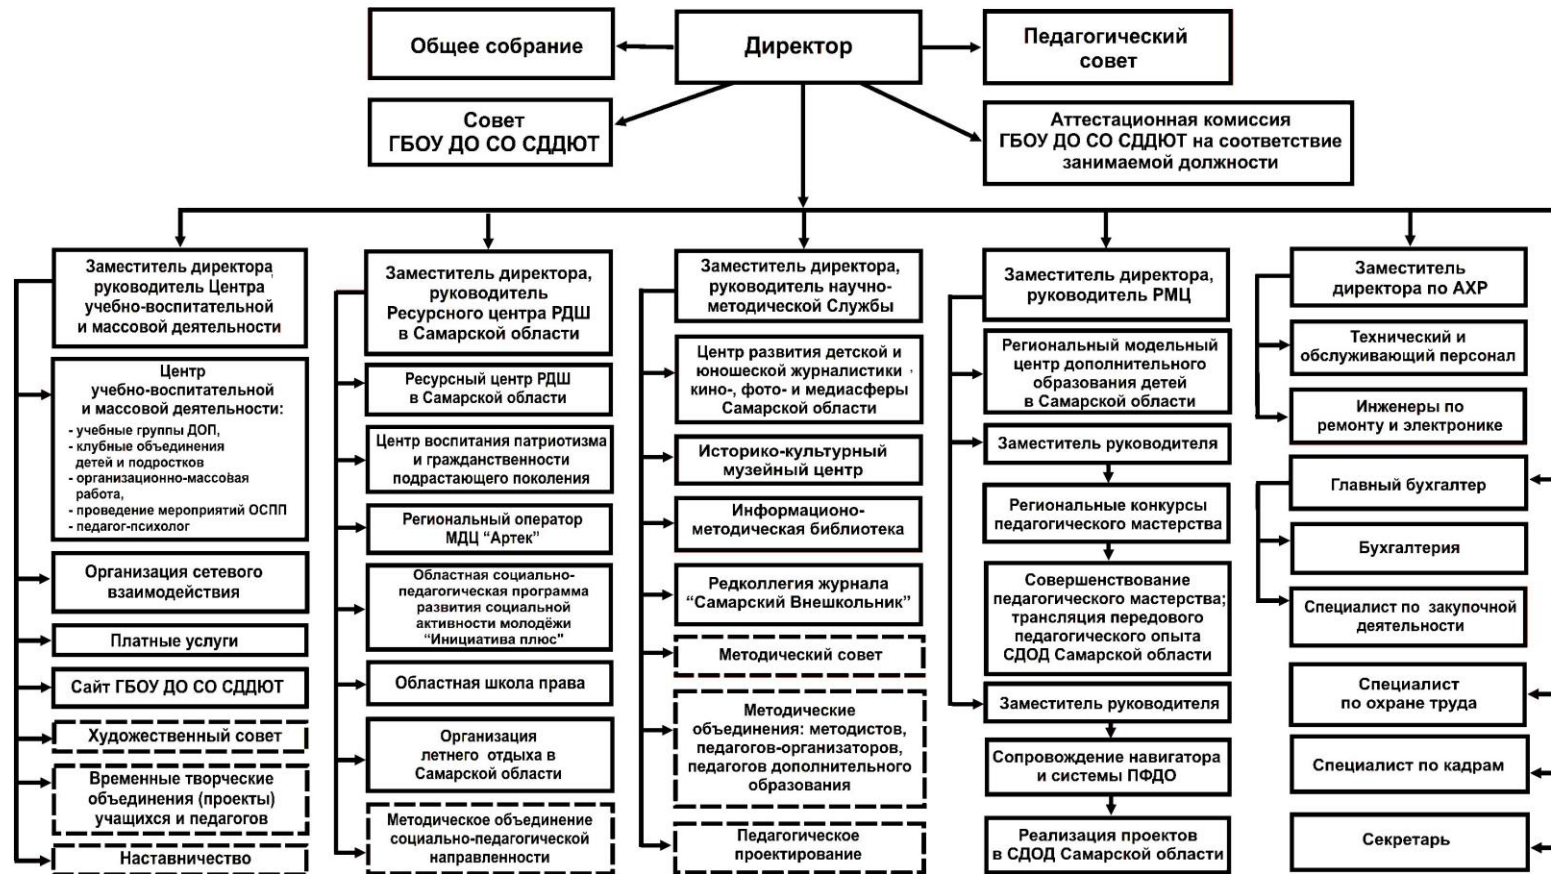 Общее собрание
Директор
Педагогический
совет
Совет
ГБОУ ДО СО СДДЮТ
Аттестационная комиссия
ГБОУ ДО СО СДДЮТ на соответствие
занимаемой должности
Заместитель директора,
руководитель Центра
учебно-воспитательной
и массовой деятельности
Центр
учебно-воспитательной
и массовой деятельности:
- учебные группы ДОП,
- клубные объединения
детей и подростков
- организационно-массовая
работа,
- проведение мероприятий ОСПП
- педагог-психолог
Организация сетевого
взаимодействия
Платные услуги
Сайт ГБОУ ДО СО СДДЮТ
Художественный совет
Временные творческие
объединения (проекты)
учащихся и педагогов
Наставничество
Заместитель директора,
руководитель
Ресурсного центра РДШ
в Самарской области
Ресурсный центр РДШ
в Самарской области
Центр воспитания патриотизма
и гражданственности
подрастающего поколения
Региональный оператор
МДЦ “Артек”
Областная социально-
педагогическая программа
развития социальной
активности молодёжи
“Инициатива плюс”
Областная школа права
Организация
летнего отдыха в
Самарской области
Методическое объединение
социально-педагогической
направленности
Заместитель директора,
руководитель научно-
методической Службы
Центр развития детской и
юношеской журналистики,
кино-, фото- и медиасферы
Самарской области
Историко-культурный
музейный центр
Информационо-
методическая библиотека
Редколлегия журнала
“Самарский Внешкольник”
Методический совет
Методические
объединения: методистов,
педагогов-организаторов,
педагогов дополнительного
образования
Педагогическое
проектирование
Заместитель директора,
руководитель РМЦ
Региональный модельный
центр дополнительного
образования детей
в Самарской области
Заместитель руководителя
Региональные конкурсы
педагогического мастерства
Совершенствование
педагогического мастерства;
трансляция передового
педагогического опыта
СДОД Самарской области
Заместитель руководителя
Сопровождение навигатора
и системы ПФДО
Реализация проектов
в СДОД Самарской области
Заместитель
директора по АХР
Технический и
обслуживающий персонал
Инженеры по
ремонту и электронике
Главный бухгалтер
Бухгалтерия
Специалист по закупочной
деятельности
Специалист
по охране труда
Специалист по кадрам
Секретарь